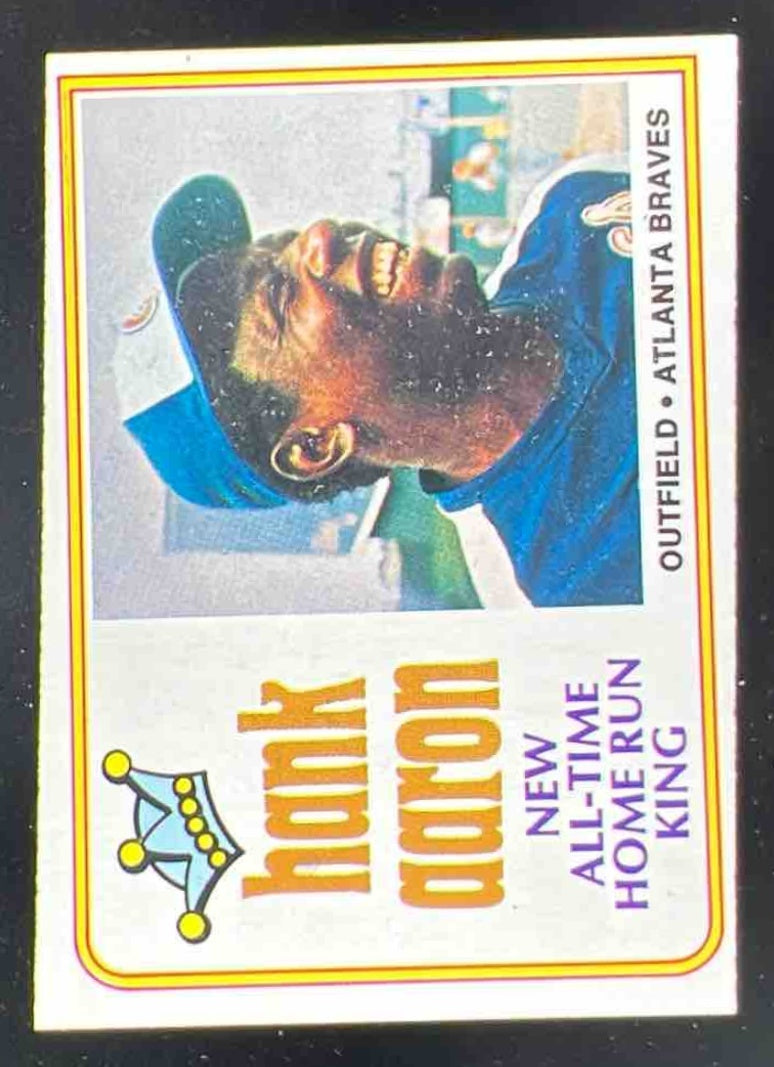 hank
aaron
NEW
ALL-TIME
HOME RUN
KING
OUTFIELD • ATLANTA BRAVES